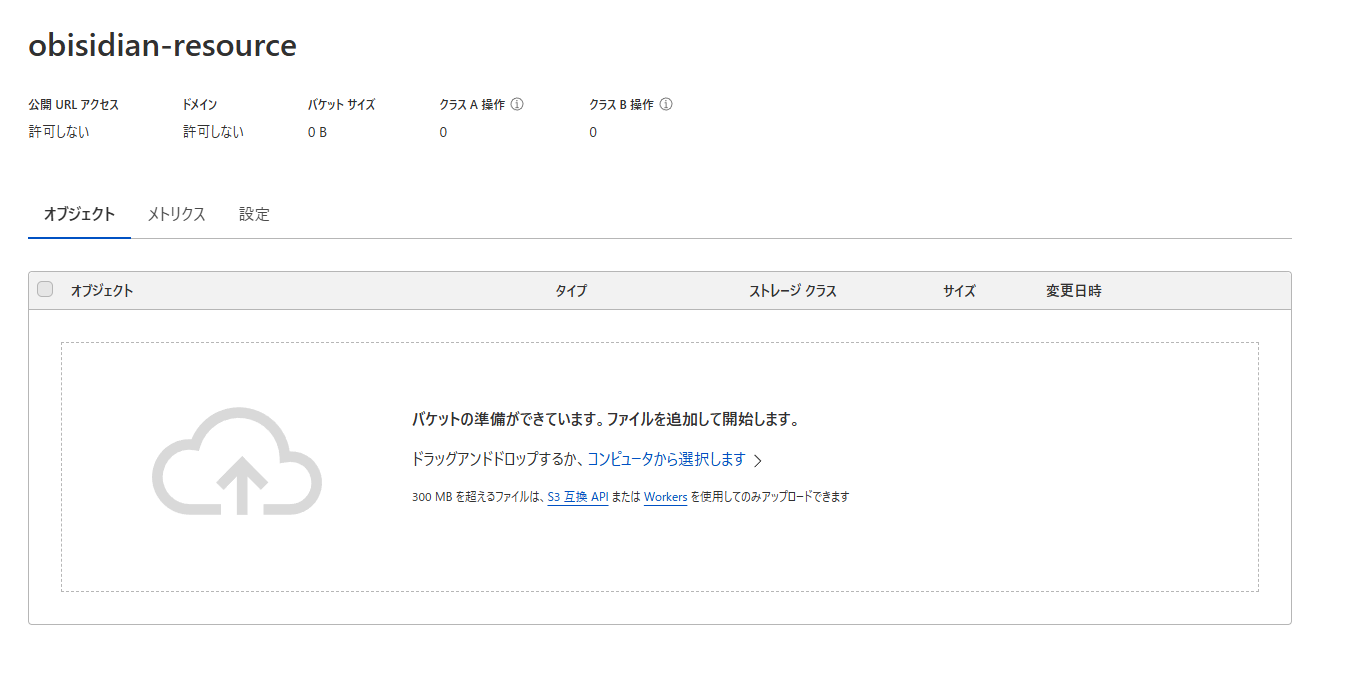 obisidian-resource
公開 URL アクセス ドメイン バケット サイズ クラス A 操作 クラス B 操作
許可しない 許可しない 0 B 0 0
オブジェクト メトリクス 設定
オブジェクト タイプ ストレージ クラス サイズ 変更日時
バケットの準備ができています。ファイルを追加して開始します。
ドラッグアンドドロップするか、コンピュータから選択します
300 MB を超えるファイルは、S3 互換 API または Workers を使用してのみアップロードできます